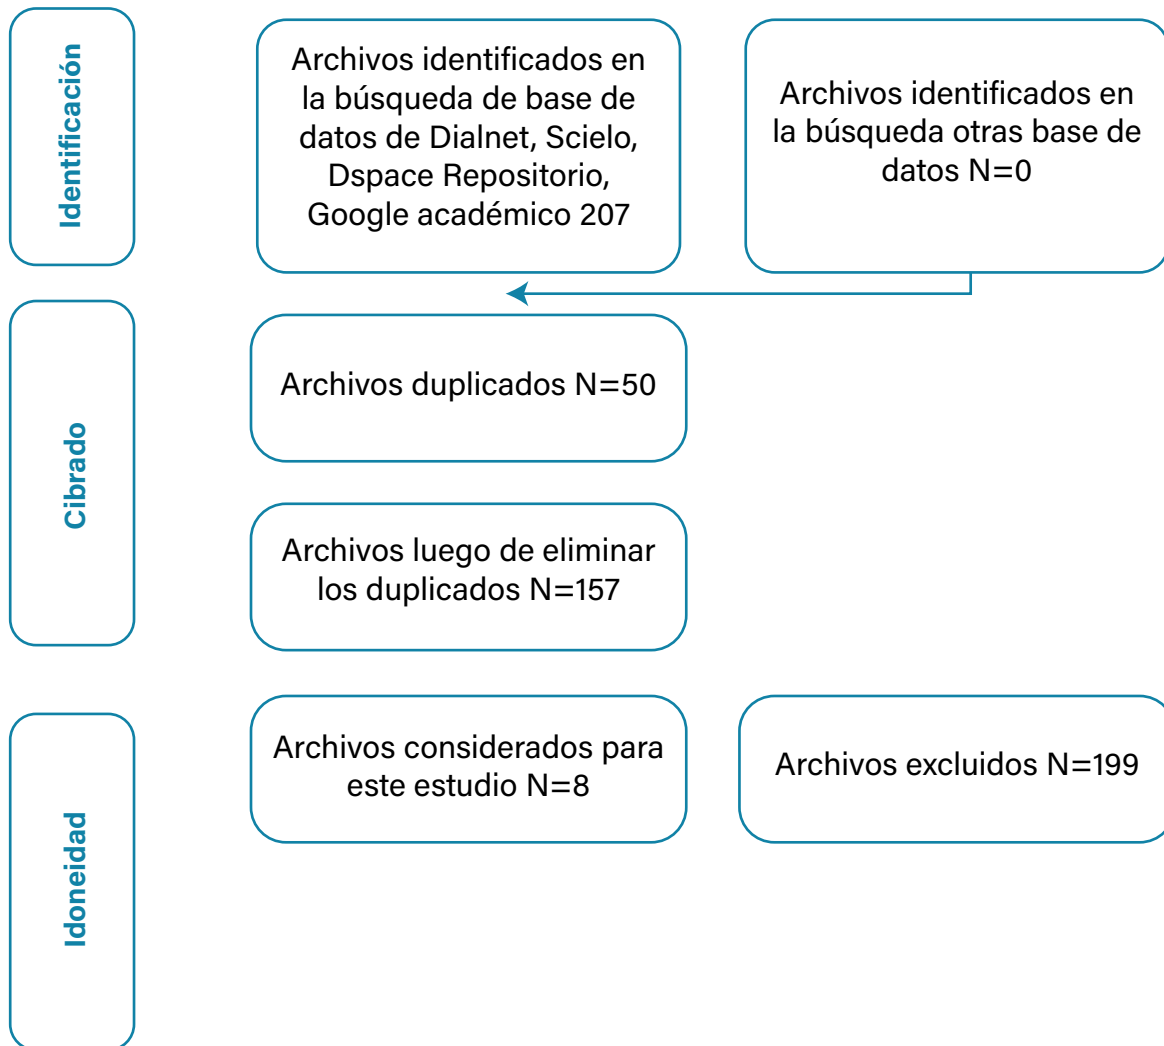 Identificación
Archivos identificados en
la búsqueda de base de
datos de Dialnet, Scielo,
Dspace Repositorio,
Google académico 207
Archivos identificados en
la búsqueda otras base de
datos N=0
Cibrado
Archivos duplicados N=50
Archivos luego de eliminar
los duplicados N=157
Idoneidad
Archivos considerados para
este estudio N=8
Archivos excluidos N=199